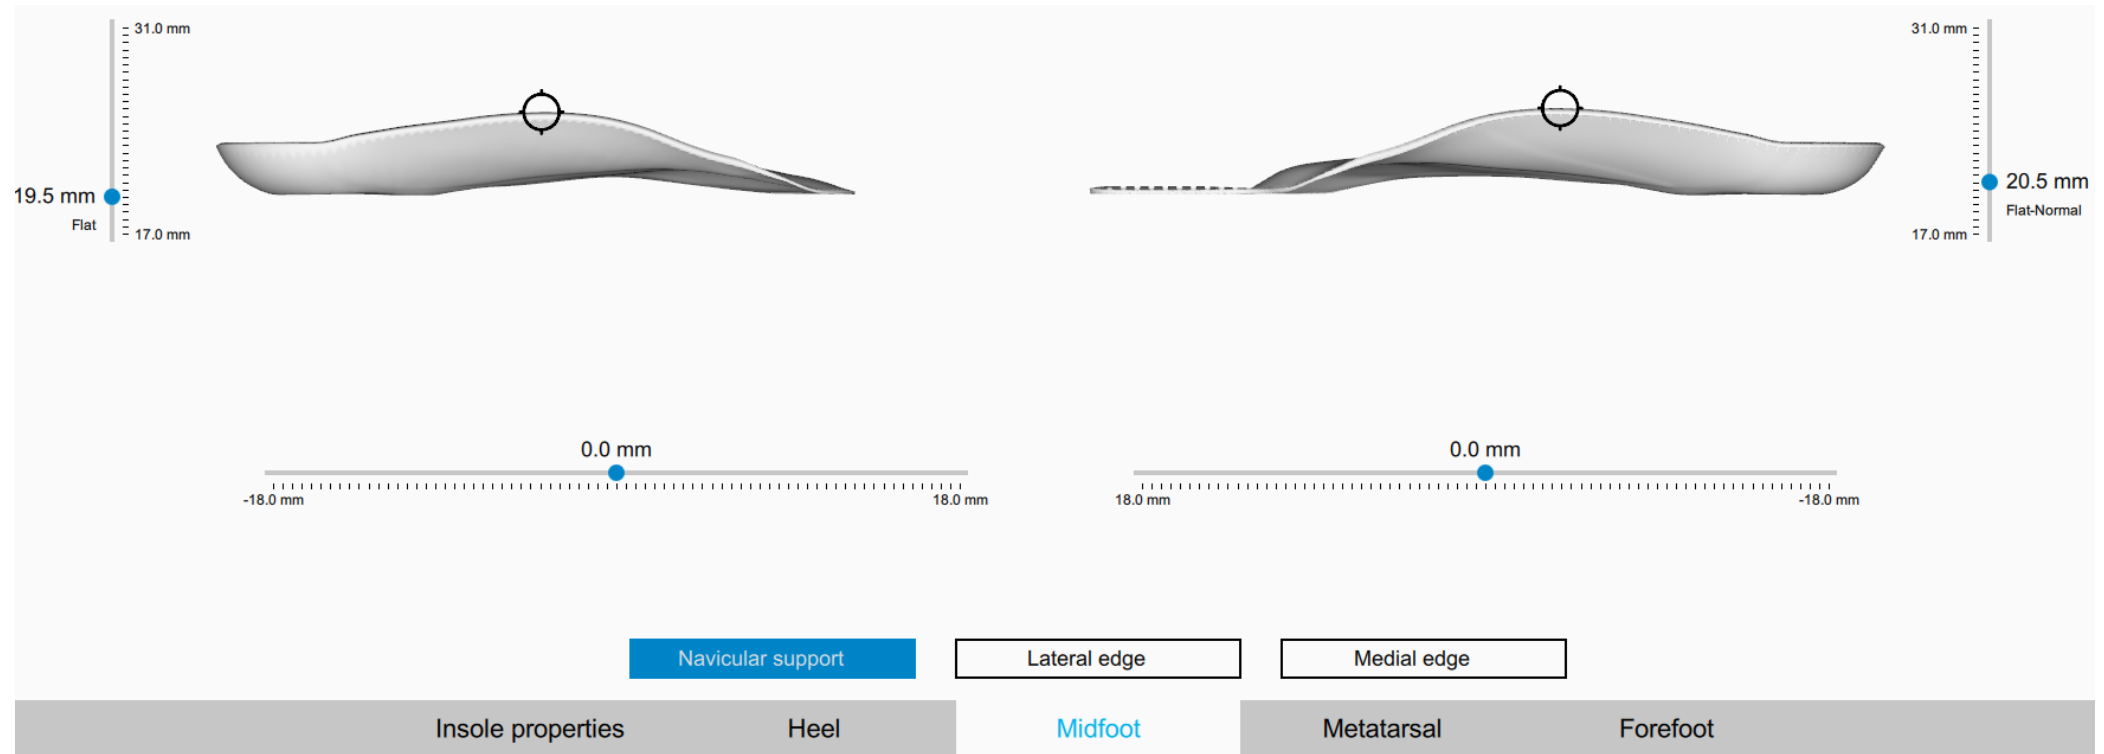 31.0 mm
31.0 mm
19.5 mm
Flat
17.0 mm
20.5 mm
Flat-Normal
17.0 mm
0.0 mm
0.0 mm
-18.0 mm
18.0 mm
18.0 mm
-18.0 mm
Navicular support
Lateral edge
Medial edge
Insole properties
Heel
Midfoot
Metatarsal
Forefoot